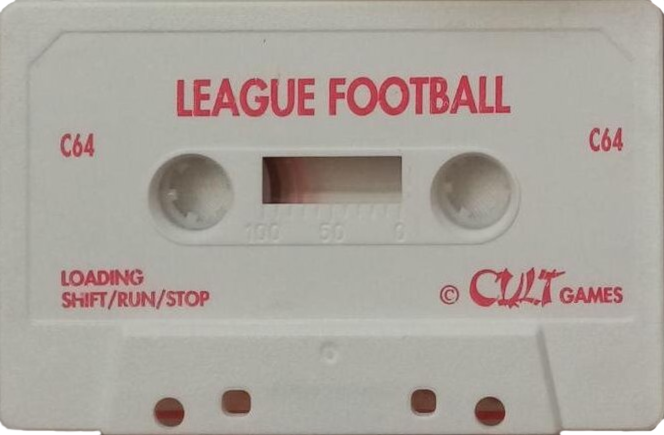 LEAGUE FOOTBALL
C64 C64
100 50 0
LOADING
SHIFT/RUN/STOP
© CULT GAMES